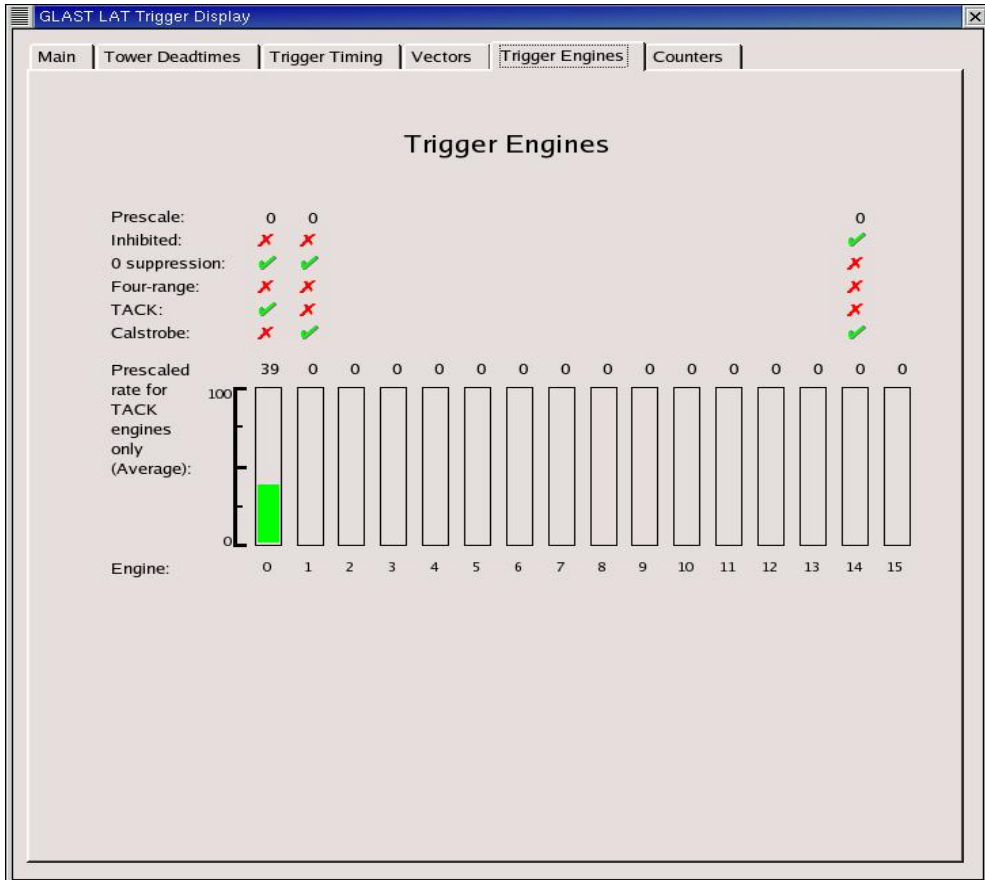 GLAST LAT Trigger Display
Main Tower Deadtimes Trigger Timing Vectors Trigger Engines Counters
Trigger Engines
Prescale: 0 0 0
Inhibited: ✗ ✗ ✔
0 suppression: ✔ ✔ ✗
Four-range: ✗ ✗ ✗
TACK: ✔ ✗ ✗
Calstrobe: ✗ ✔ ✔
Prescaled 39 0 0 0 0 0 0 0 0 0 0 0 0 0 0 0
rate for 100
TACK
engines
only
(Average):
0
Engine: 0 1 2 3 4 5 6 7 8 9 10 11 12 13 14 15